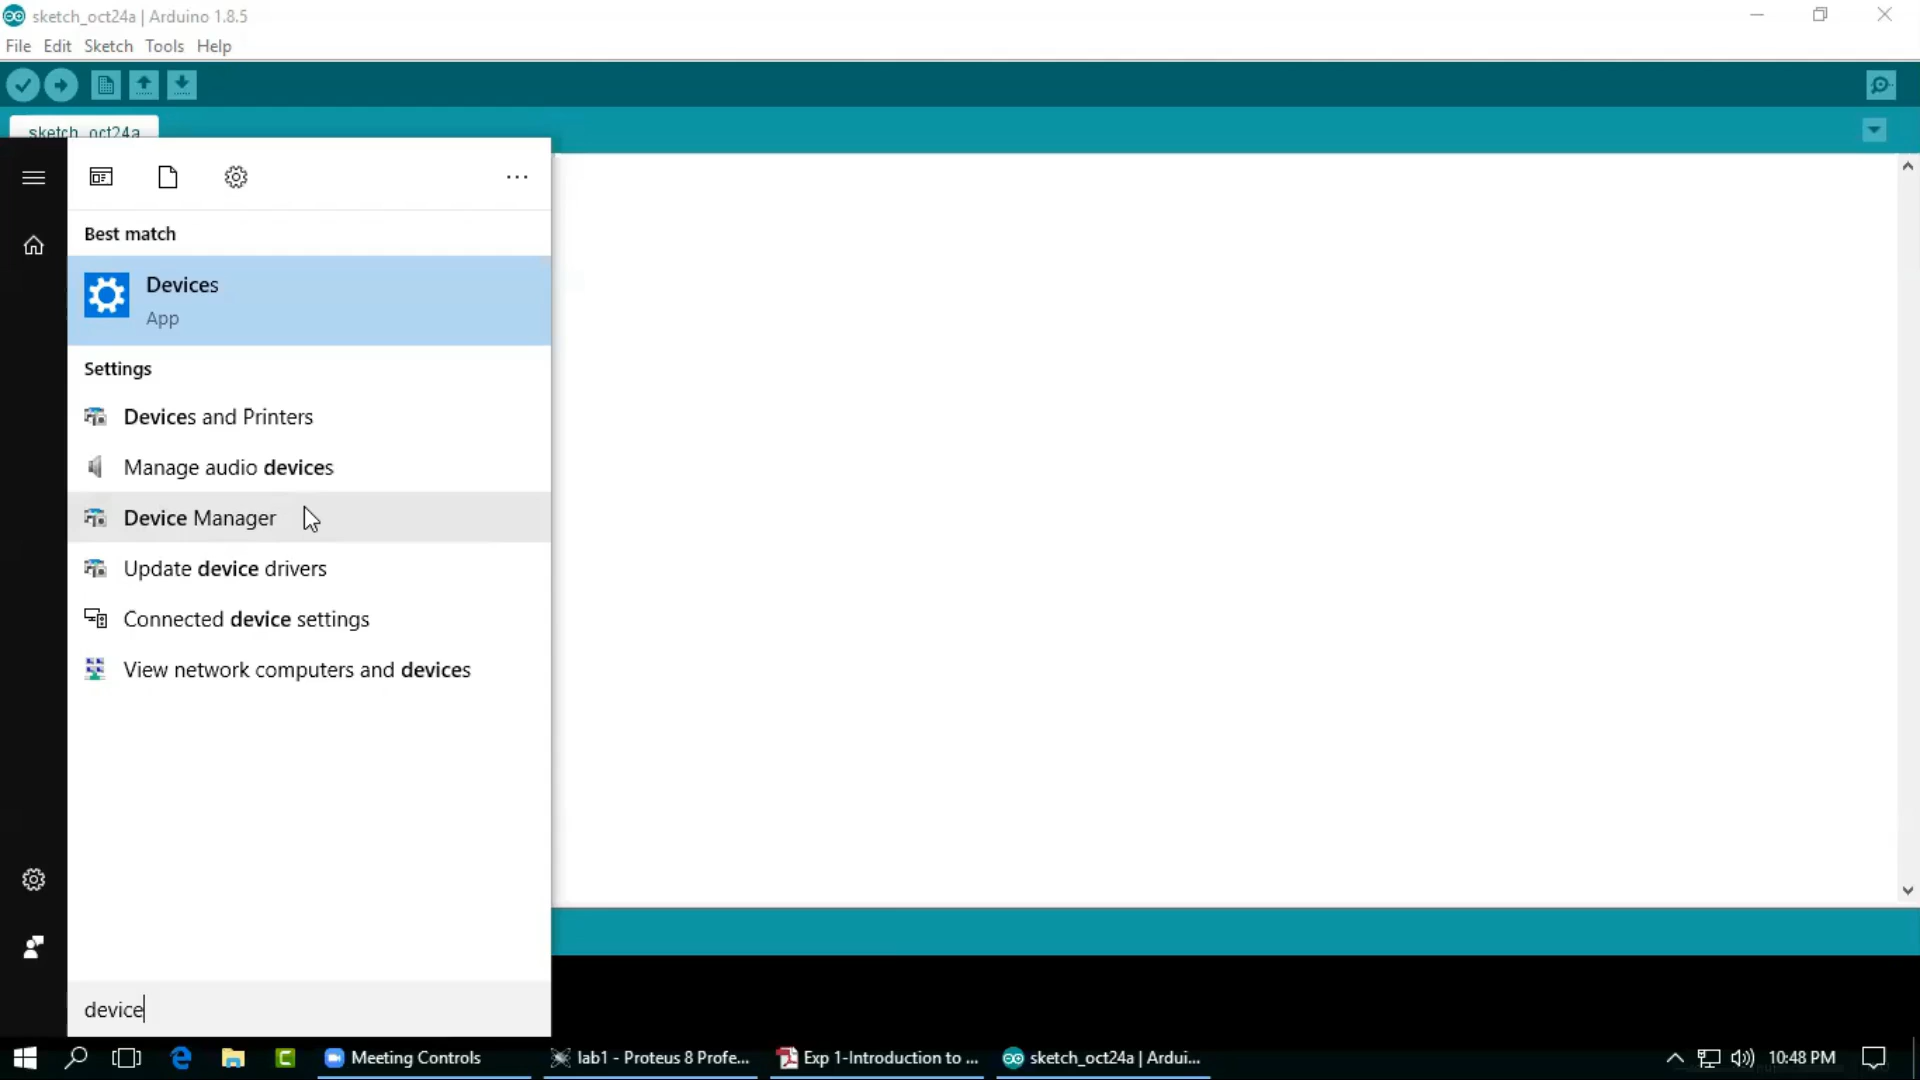 sketch_oct24a | Arduino 1.8.5
File Edit Sketch Tools Help
sketch_oct24a
Best match
Devices
App
Settings
Devices and Printers
Manage audio devices
Device Manager
Update device drivers
Connected device settings
View network computers and devices
device
Meeting Controls
lab1 - Proteus 8 Profe...
Exp 1-Introduction to ...
sketch_oct24a | Ardui...
10:48 PM